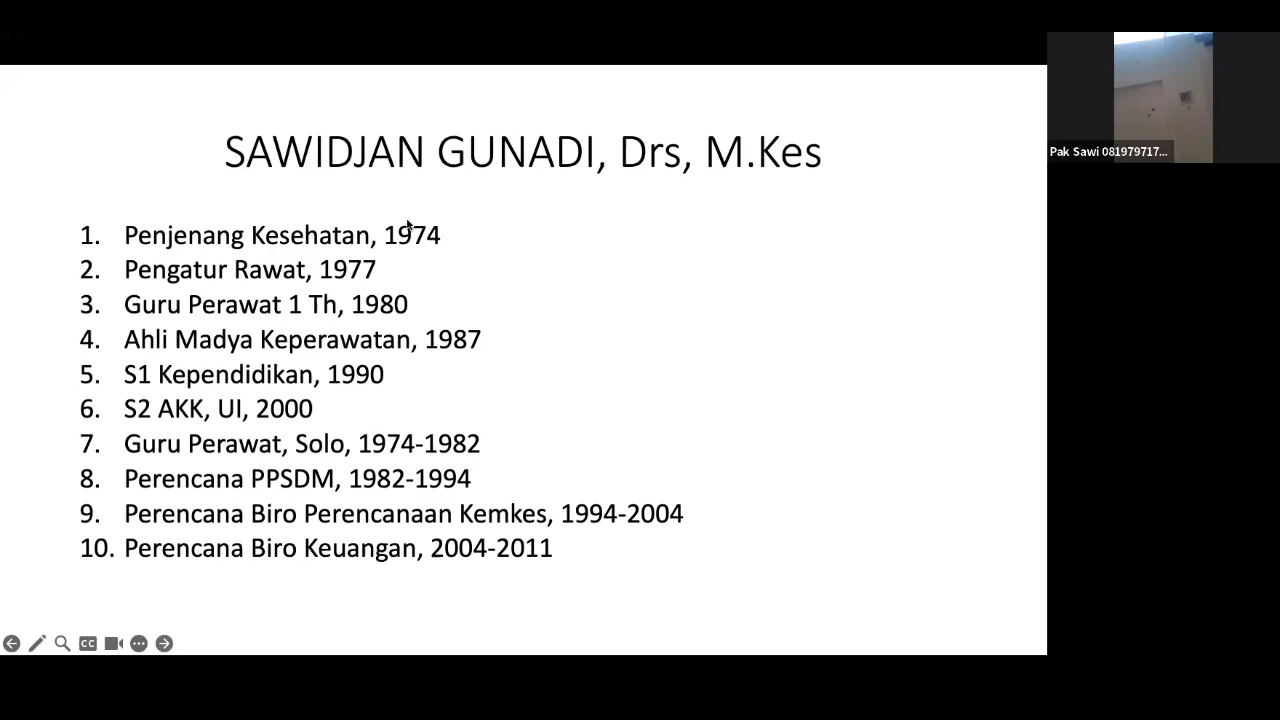 SAWIDJAN GUNADI, Drs, M.Kes
1. Penjenang Kesehatan, 1974
2. Pengatur Rawat, 1977
3. Guru Perawat 1 Th, 1980
4. Ahli Madya Keperawatan, 1987
5. S1 Kependidikan, 1990
6. S2 AKK, UI, 2000
7. Guru Perawat, Solo, 1974-1982
8. Perencana PPSDM, 1982-1994
9. Perencana Biro Perencanaan Kemkes, 1994-2004
10. Perencana Biro Keuangan, 2004-2011
CC
Pak Sawi 081979717...